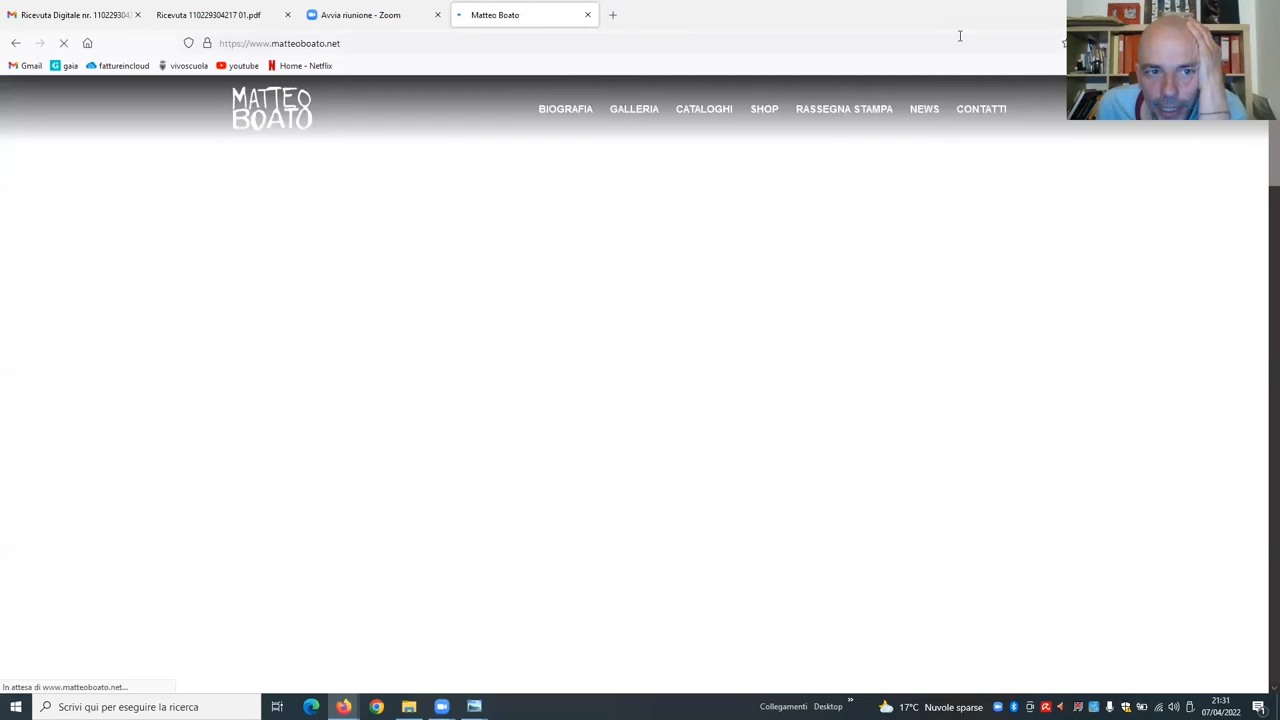 Ricevuta Digitale nr. 110229304
Ricevuta 110229304217 01.pdf
Avvia riunione - Zoom
Matteo Boato
https://www.matteoboato.net
Gmail
gaia
fattureincloud
vivoscuola
youtube
Home - Netflix
MATTEO
BOATO
BIOGRAFIA
GALLERIA
CATALOGHI
SHOP
RASSEGNA STAMPA
NEWS
CONTATTI
In attesa di www.matteoboato.net...
Scrivi qui per eseguire la ricerca
Collegamenti
Desktop
17°C Nuvole sparse
21:31
07/04/2022